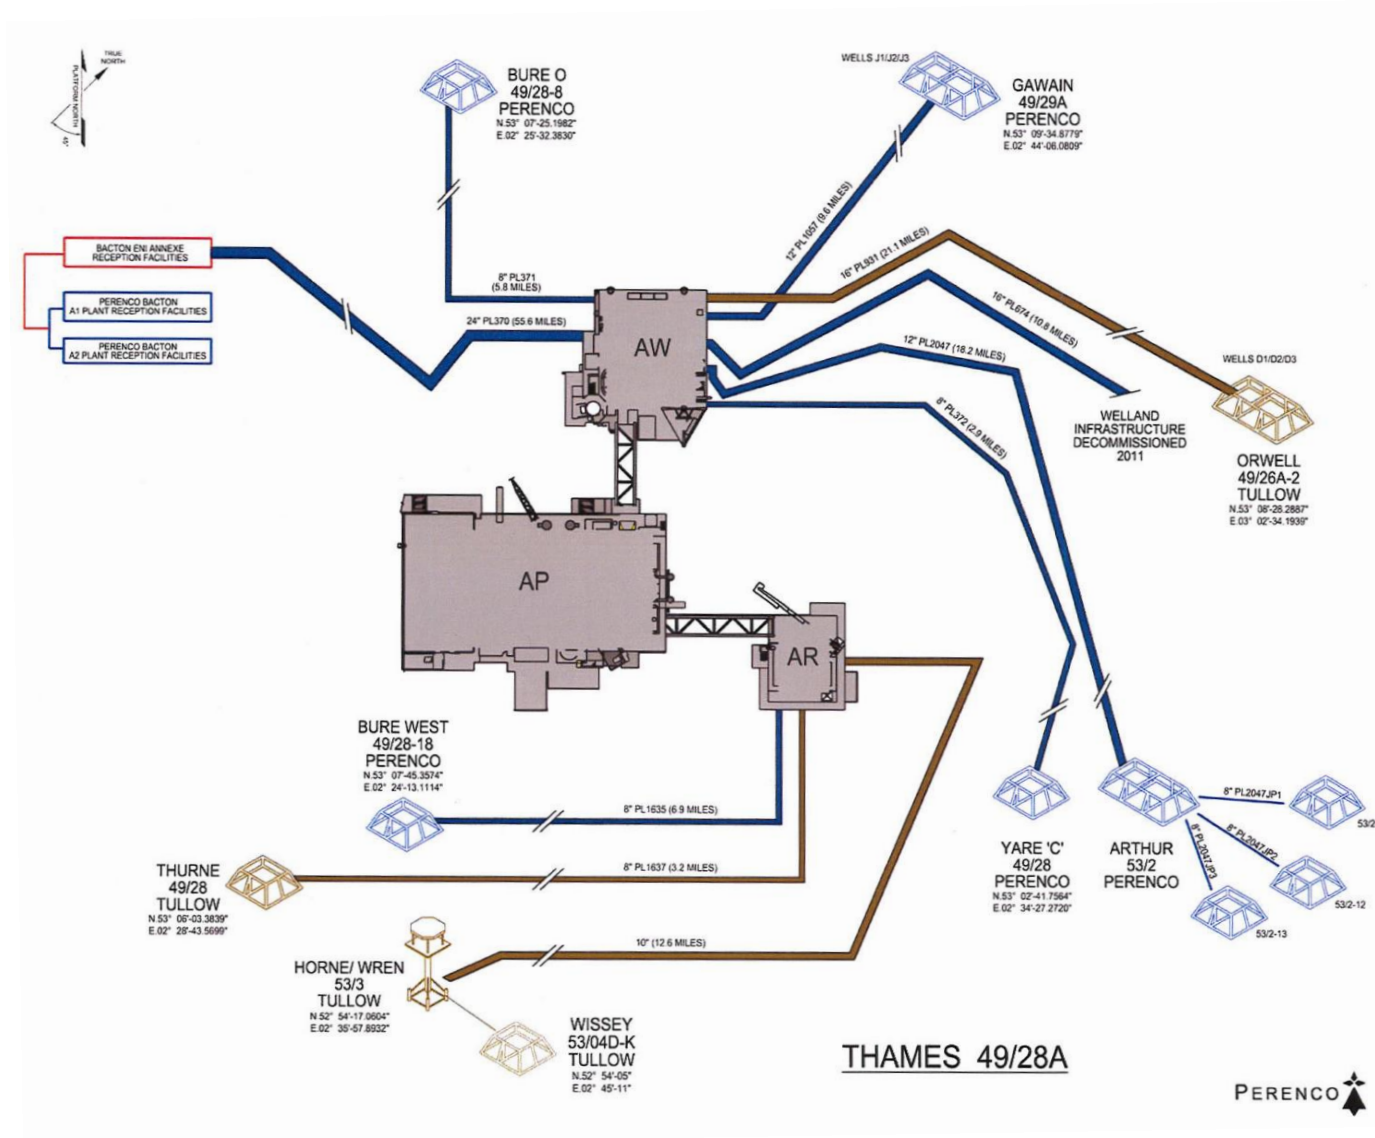 TRUE
NORTH
PLATFORM NORTH
45°
BURE O
49/28-8
PERENCO
N.53° 07'-25.1982"
E.02° 25'-32.3830"
WELLS J1/J2/J3
GAWAIN
49/29A
PERENCO
N.53° 09'-34.8779"
E.02° 44'-06.0809"
BACTON ENI ANNEXE
RECEPTION FACILITIES
PERENCO BACTON
A1 PLANT RECEPTION FACILITIES
PERENCO BACTON
A2 PLANT RECEPTION FACILITIES
8" PL371
(5.8 MILES)
24" PL370 (55.6 MILES)
12" PL1057 (9.6 MILES)
16" PL931 (21.1 MILES)
16" PL674 (10.8 MILES)
12" PL2047 (18.2 MILES)
8" PL372 (2.9 MILES)
AW
WELLS D1/D2/D3
WELLAND
INFRASTRUCTURE
DECOMMISSIONED
2011
ORWELL
49/26A-2
TULLOW
N.53° 08'-28.2887"
E.03° 02'-34.1939"
AP
AR
BURE WEST
49/28-18
PERENCO
N.53° 07'-45.3574"
E.02° 24'-13.1114"
8" PL1635 (6.9 MILES)
THURNE
49/28
TULLOW
N.53° 06'-03.3839"
E.02° 28'-43.5699"
8" PL1637 (3.2 MILES)
YARE 'C'
49/28
PERENCO
N.53° 02'-41.7564"
E.02° 34'-27.2720"
ARTHUR
53/2
PERENCO
8" PL2047JP1
8" PL2047JP2
8" PL2047JP3
53/2
53/2-12
53/2-13
10" (12.6 MILES)
HORNE/ WREN
53/3
TULLOW
N.52° 54'-17.0604"
E.02° 35'-57.8932"
WISSEY
53/04D-K
TULLOW
N.52° 54'-05"
E.02° 45'-11"
THAMES 49/28A
PERENCO